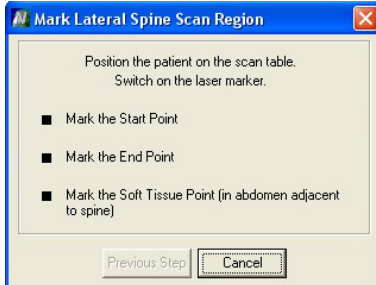 Mark Lateral Spine Scan Region
Position the patient on the scan table.
Switch on the laser marker.
Mark the Start Point
Mark the End Point
Mark the Soft Tissue Point (in abdomen adjacent
to spine)
Previous Step Cancel